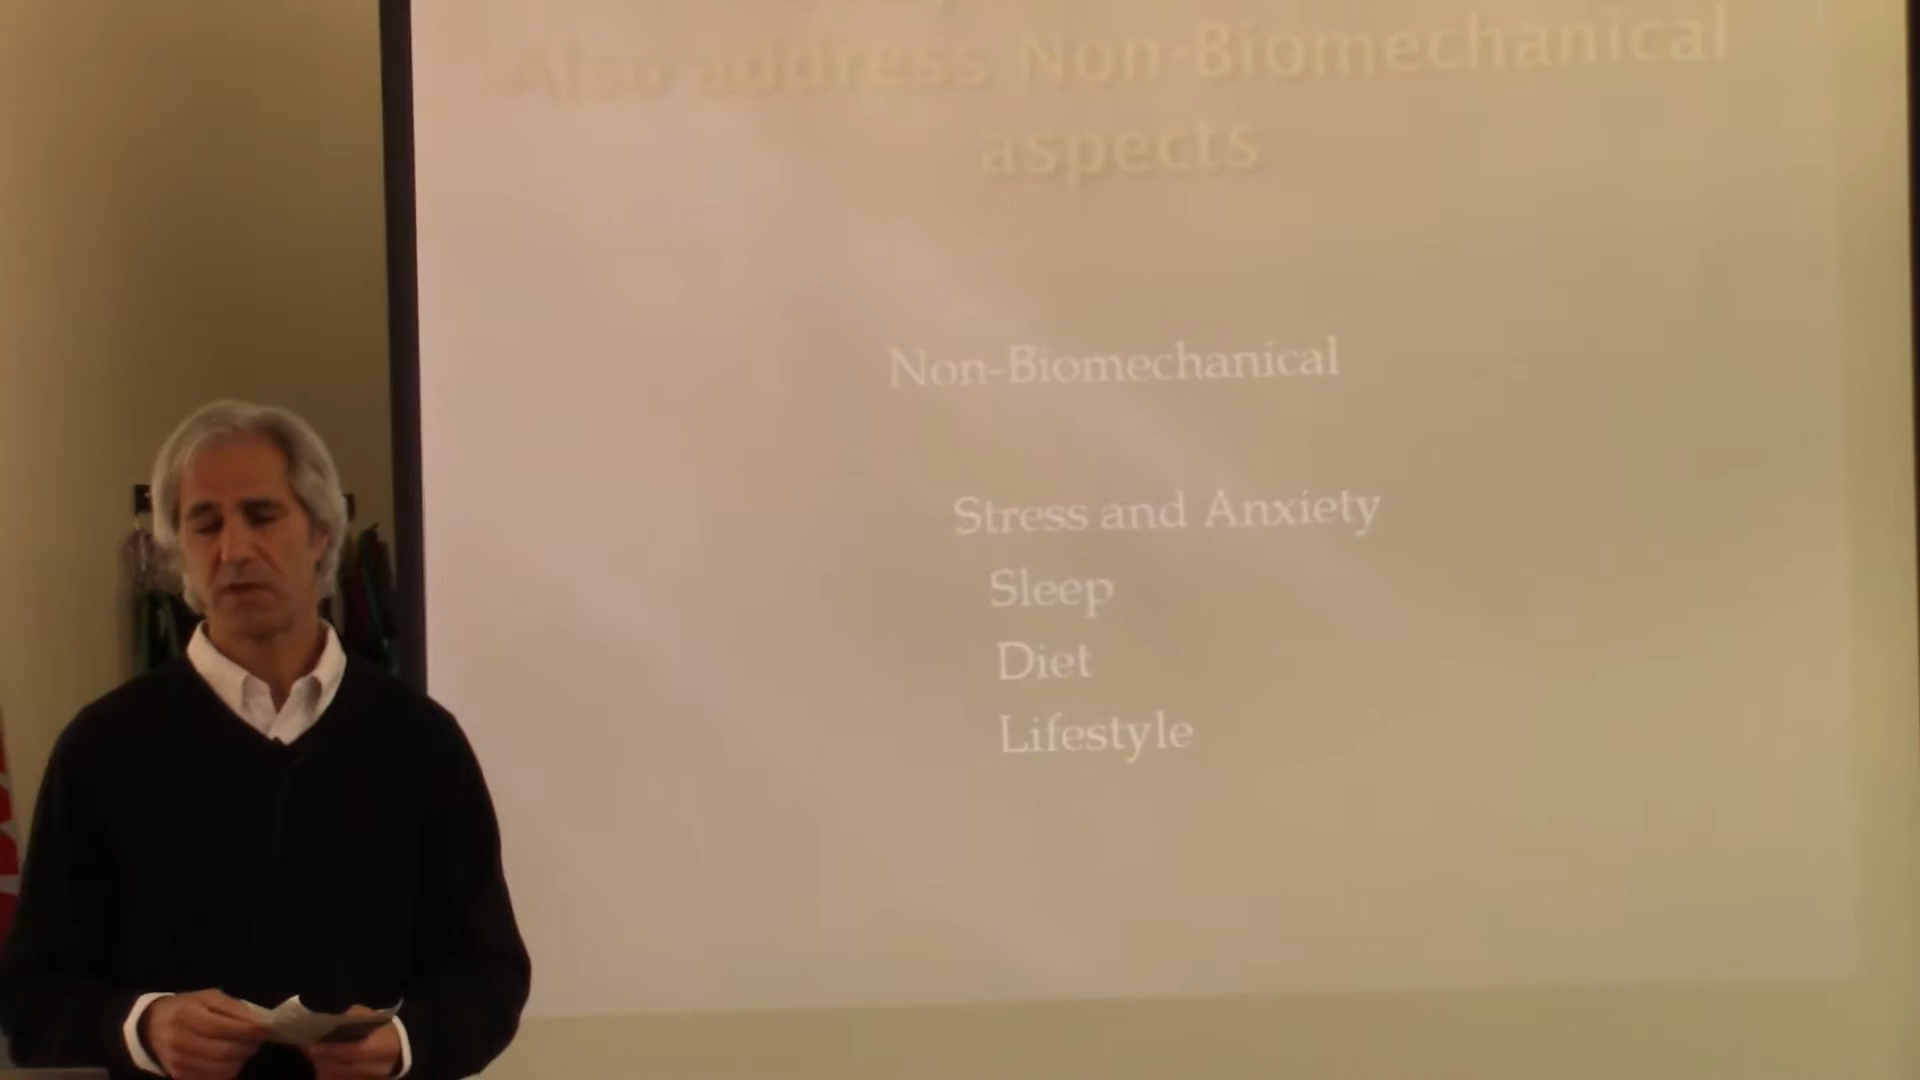 Also address Non-Biomechanical
aspects
Non-Biomechanical
Stress and Anxiety
Sleep
Diet
Lifestyle